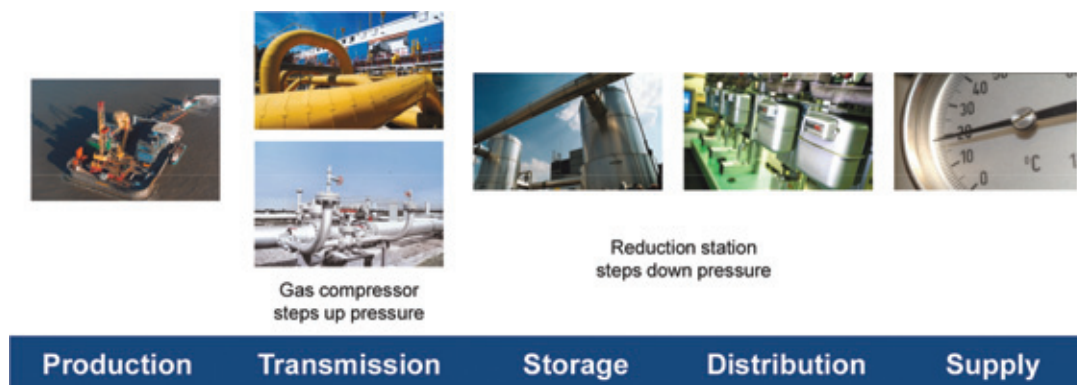 40
30
20
10
0
°C
1
Gas compressor
steps up pressure
Reduction station
steps down pressure
Production Transmission Storage Distribution Supply